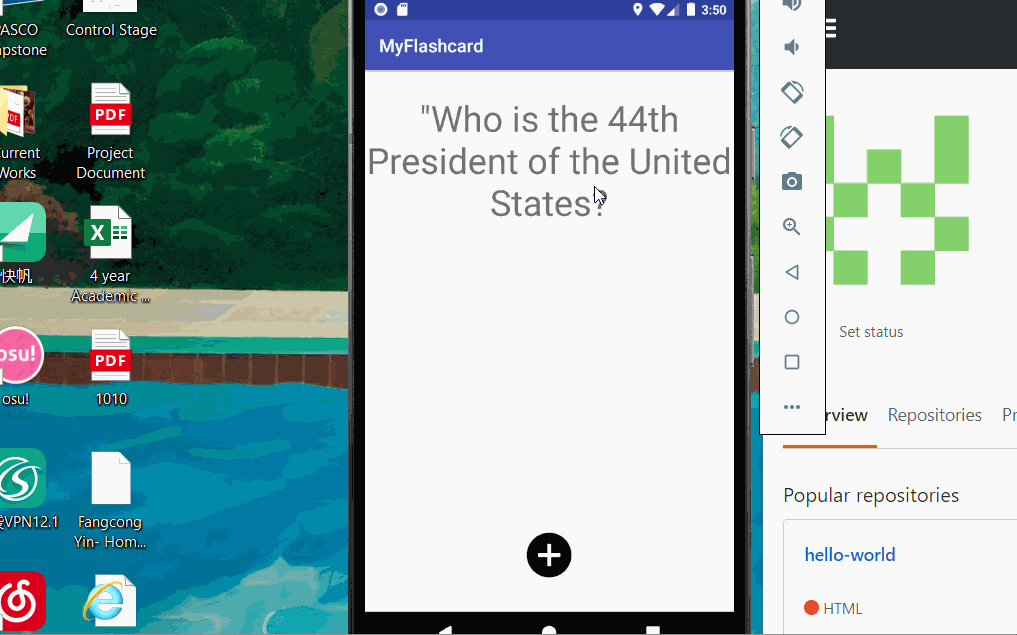 PASCO
apstone
Control Stage
Current
Works
PDF
Project
Document
快帆
X
4 year
Academic ...
osu!
osu!
PDF
1010
VPN12.1
Fangcong
Yin- Hom...
3:50
MyFlashcard
"Who is the 44th
President of the United
States?
Set status
rview
Repositories
Pr
Popular repositories
hello-world
HTML